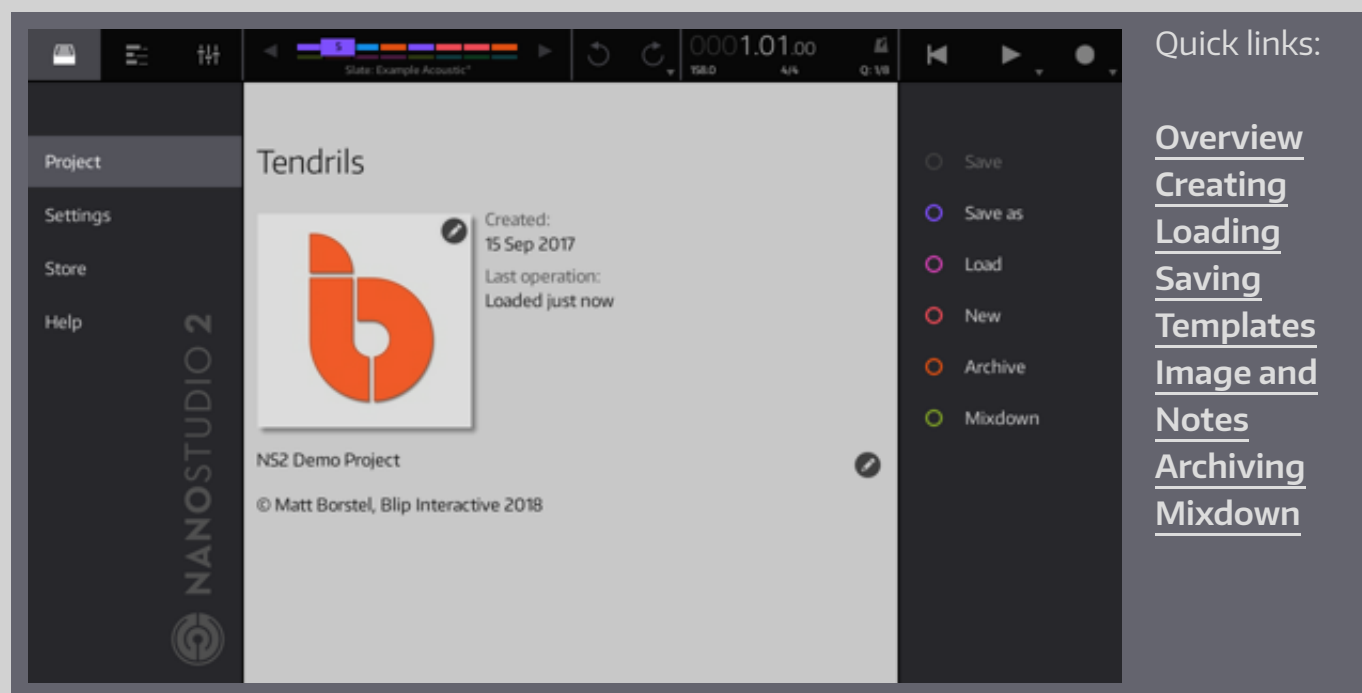 S
Slate: Example Acoustic*
0001.01.00
158.0 4/4 Q: 1/8
Project
Settings
Store
Help
NANOSTUDIO 2
Tendrils
Created:
15 Sep 2017
Last operation:
Loaded just now
NS2 Demo Project
© Matt Borstel, Blip Interactive 2018
Save
Save as
Load
New
Archive
Mixdown
Quick links:
Overview
Creating
Loading
Saving
Templates
Image and
Notes
Archiving
Mixdown